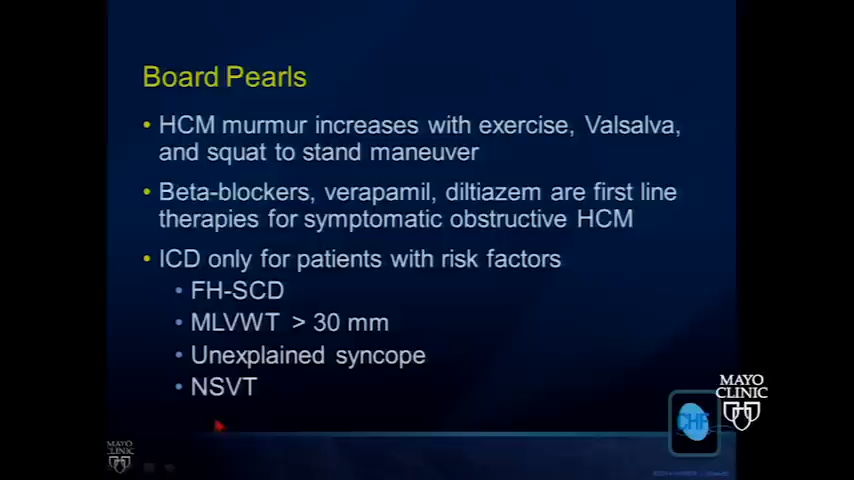 Board Pearls
• HCM murmur increases with exercise, Valsalva,
and squat to stand maneuver
• Beta-blockers, verapamil, diltiazem are first line
therapies for symptomatic obstructive HCM
• ICD only for patients with risk factors
• FH-SCD
• MLVWT > 30 mm
• Unexplained syncope
• NSVT
MAYO
CLINIC
CHF
MAYO
CLINIC